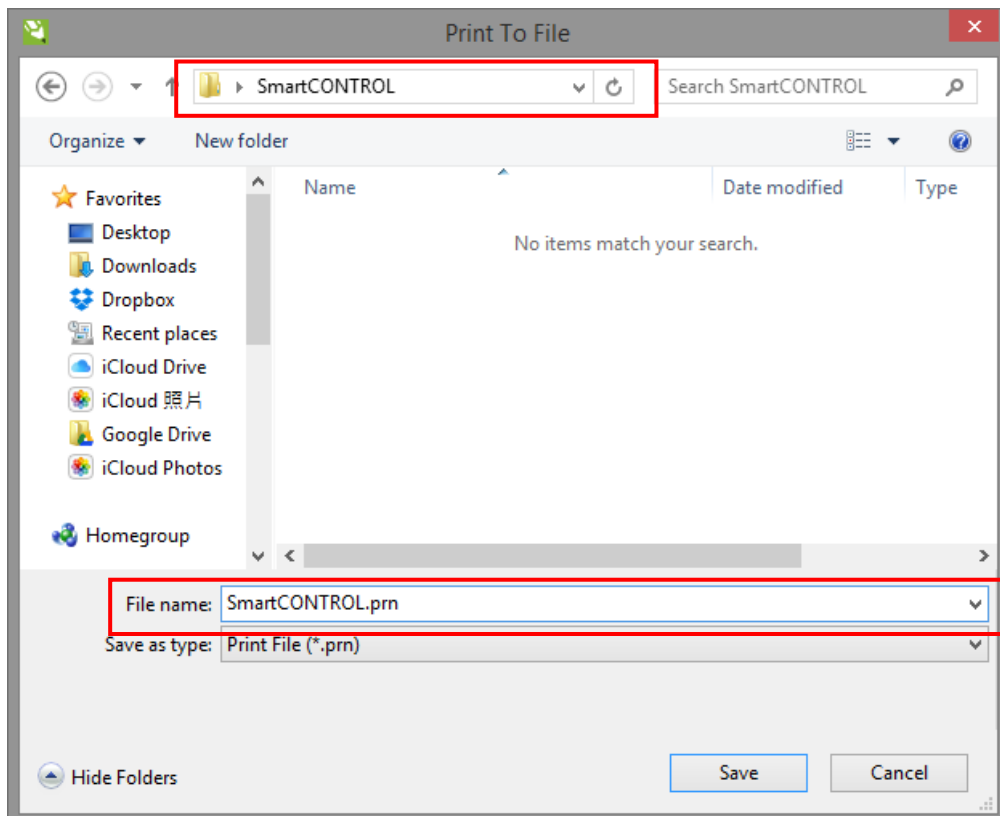 Print To File
SmartCONTROL
Search SmartCONTROL
Organize
New folder
Name
Date modified
Type
Favorites
Desktop
Downloads
Dropbox
Recent places
iCloud Drive
iCloud 照片
Google Drive
iCloud Photos
Homegroup
No items match your search.
File name: SmartCONTROL.prn
Save as type: Print File (*.prn)
Hide Folders
Save
Cancel